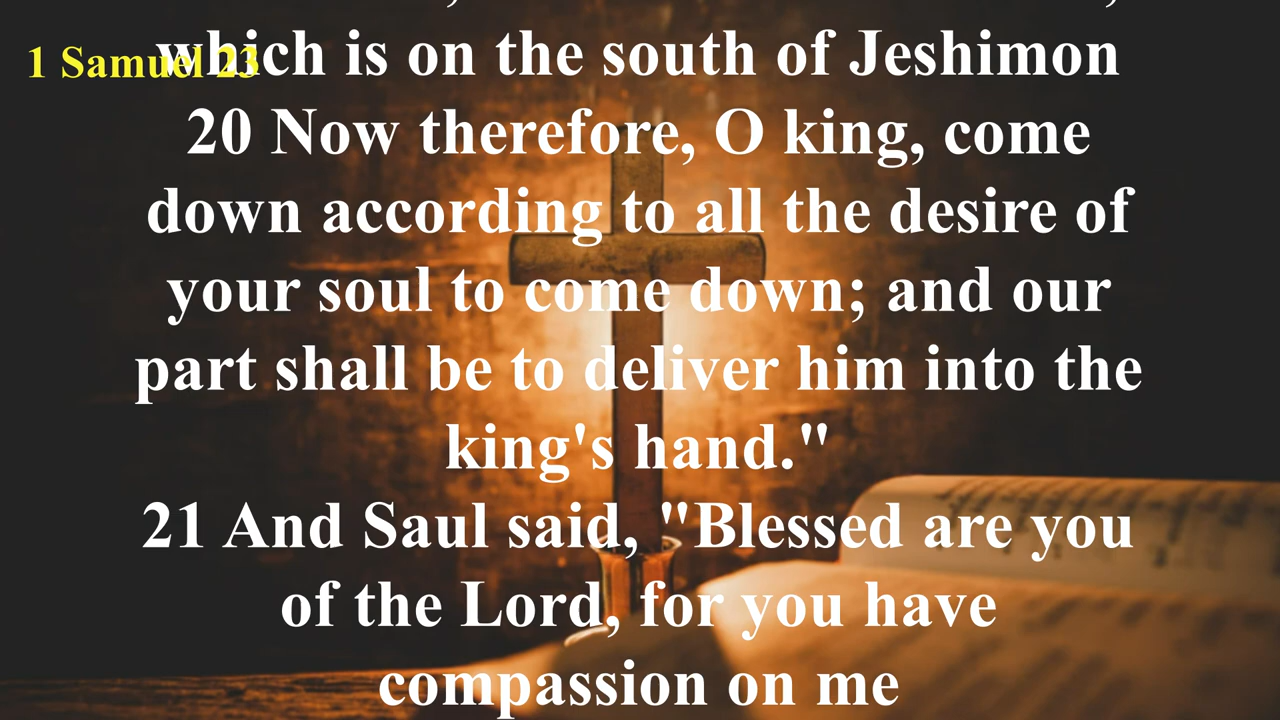 1 Samuel 23
which is on the south of Jeshimon
20 Now therefore, O king, come
down according to all the desire of
your soul to come down; and our
part shall be to deliver him into the
king's hand."
21 And Saul said, "Blessed are you
of the Lord, for you have
compassion on me